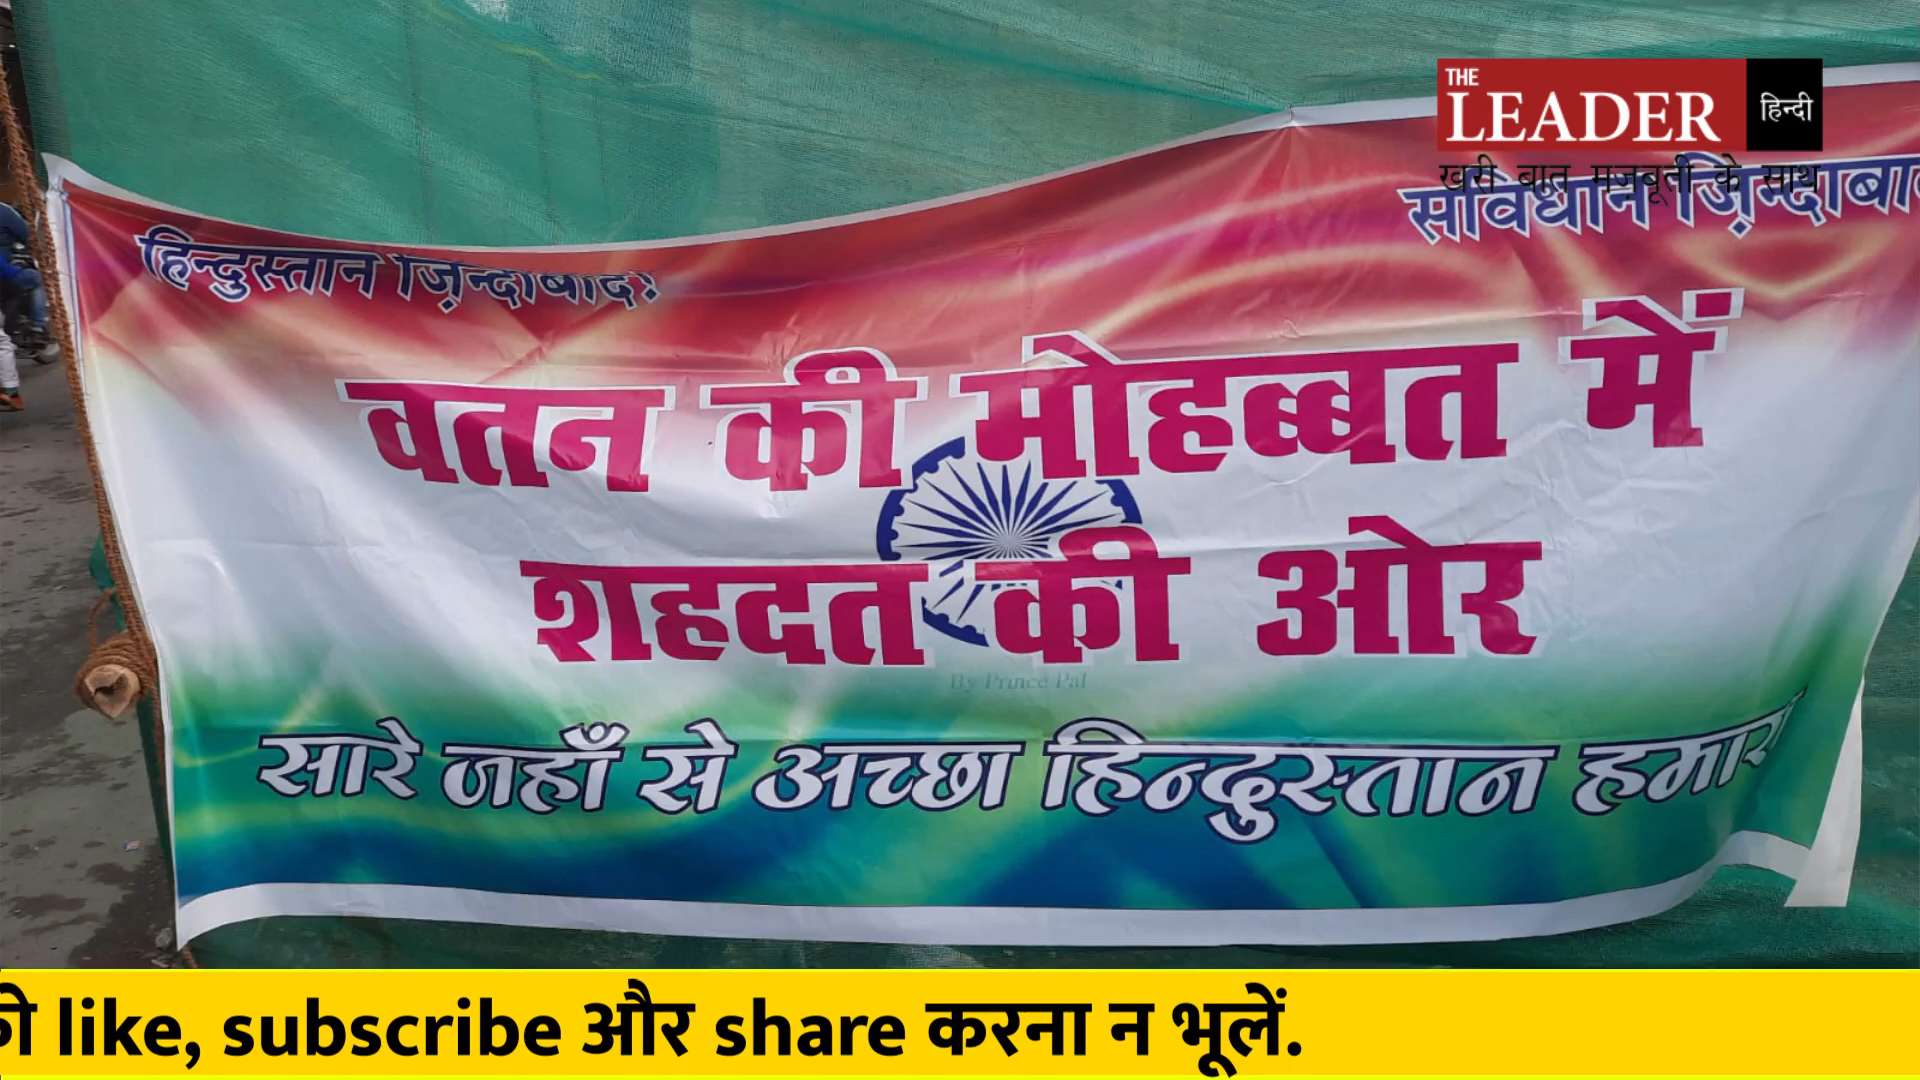 THE
LEADER हिन्दी
खरी बात मजबूती के साथ
हिन्दुस्तान ज़िन्दाबाद!
संविधान ज़िन्दाबाद
वतन की मोहब्बत में
शहदत की ओर
By Prince Pal
सारे जहाँ से अच्छा हिन्दुस्तान हमारा
like, subscribe और share करना न भूलें.